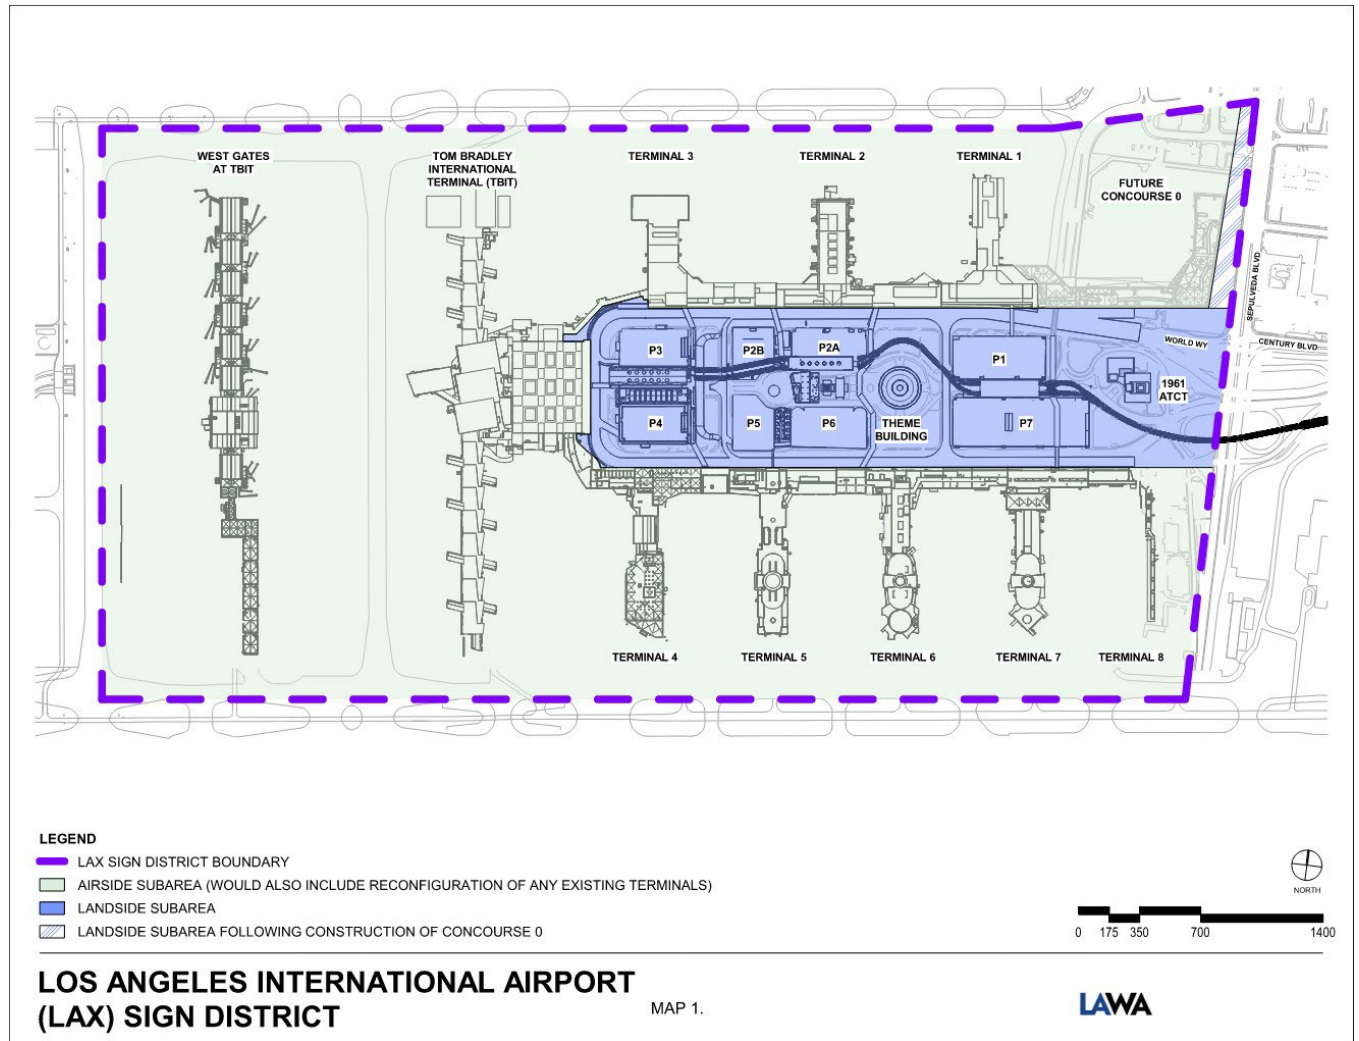 WEST GATES
AT TBIT
TOM BRADLEY
INTERNATIONAL
TERMINAL (TBIT)
TERMINAL 3
TERMINAL 2
TERMINAL 1
FUTURE
CONCOURSE 0
SEPULVEDA BLVD
WORLD WY
CENTURY BLVD
P3
P2B
P2A
P1
1961
ATCT
P4
P5
P6
THEME
BUILDING
P7
TERMINAL 4
TERMINAL 5
TERMINAL 6
TERMINAL 7
TERMINAL 8
LEGEND
LAX SIGN DISTRICT BOUNDARY
AIRSIDE SUBAREA (WOULD ALSO INCLUDE RECONFIGURATION OF ANY EXISTING TERMINALS)
LANDSIDE SUBAREA
LANDSIDE SUBAREA FOLLOWING CONSTRUCTION OF CONCOURSE 0
NORTH
0 175 350 700 1400
LOS ANGELES INTERNATIONAL AIRPORT
(LAX) SIGN DISTRICT
MAP 1.
LAWA